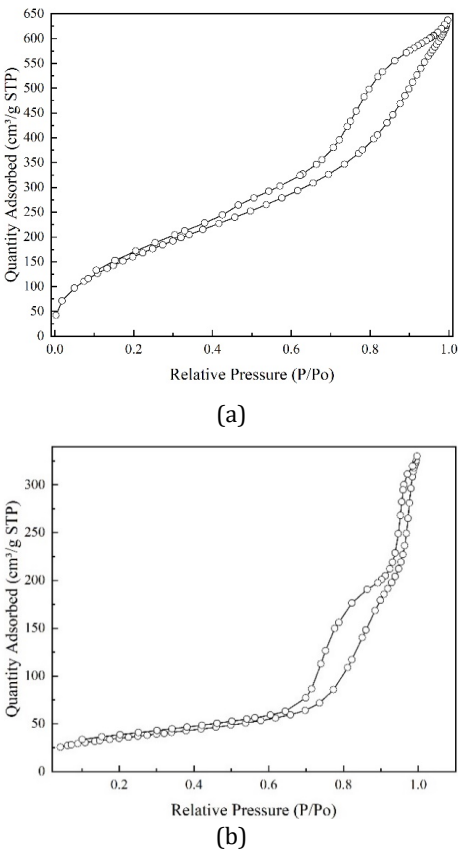 650
600
550
500
450
400
350
300
250
200
150
100
50
0
Quantity Adsorbed (cm³/g STP)
0.0 0.2 0.4 0.6 0.8 1.0
Relative Pressure (P/Po)
(a)
300
200
100
50
0
Quantity Adsorbed (cm³/g STP)
0.2 0.4 0.6 0.8 1.0
Relative Pressure (P/Po)
(b)